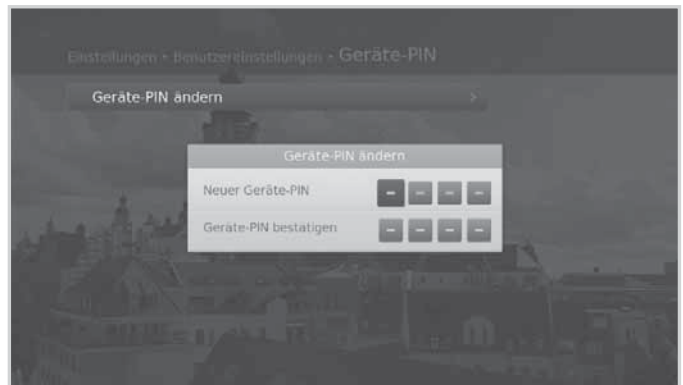 Einstellungen • Benutzereinstellungen • Geräte-PIN
Geräte-PIN ändern
Geräte-PIN ändern
Neuer Geräte-PIN
Geräte-PIN bestatigen